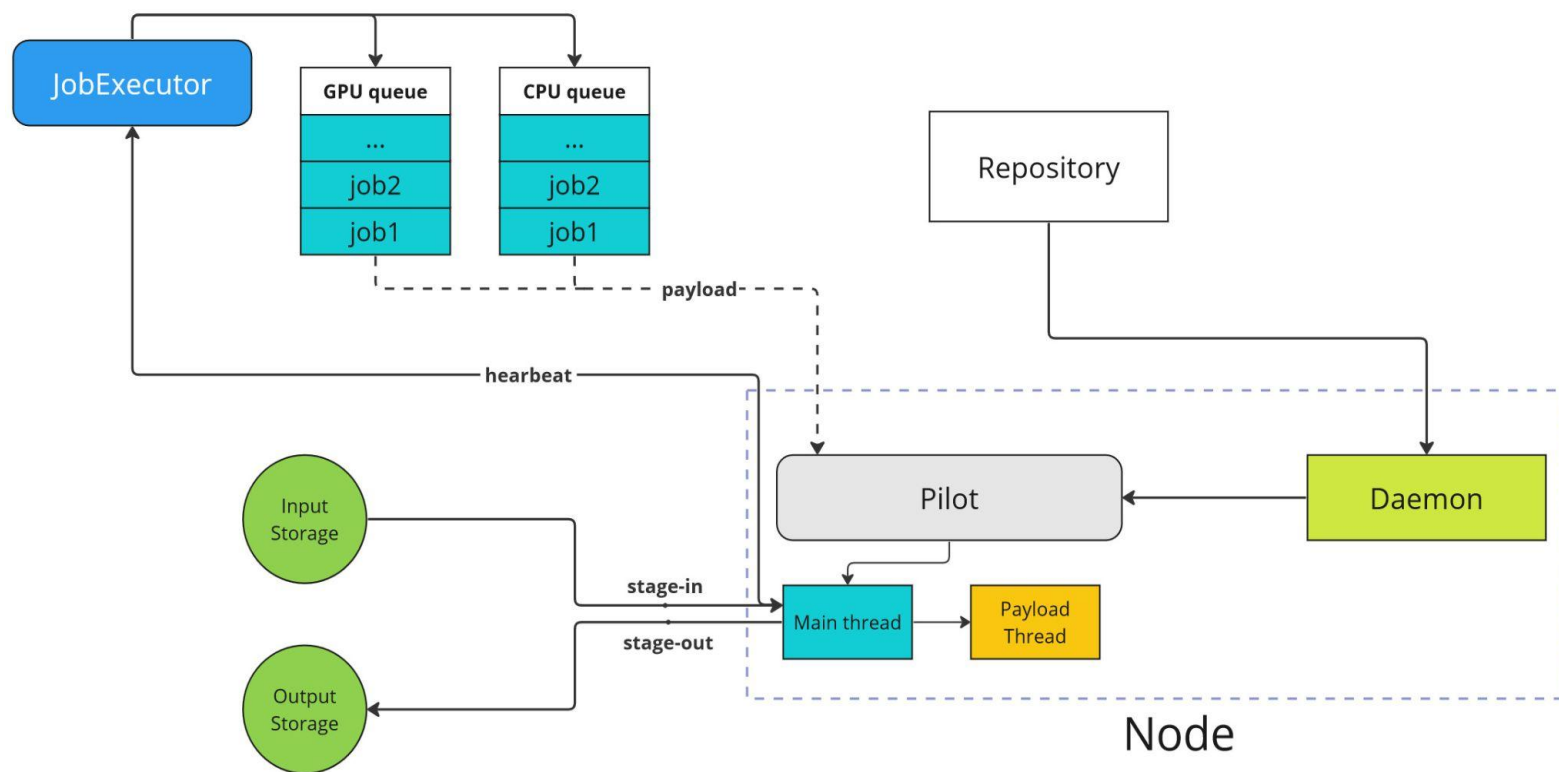 JobExecutor
GPU queue
...
job2
job1
CPU queue
...
job2
job1
Repository
payload
hearbeat
Pilot
Daemon
Input
Storage
stage-in
stage-out
Main thread
Payload
Thread
Output
Storage
Node